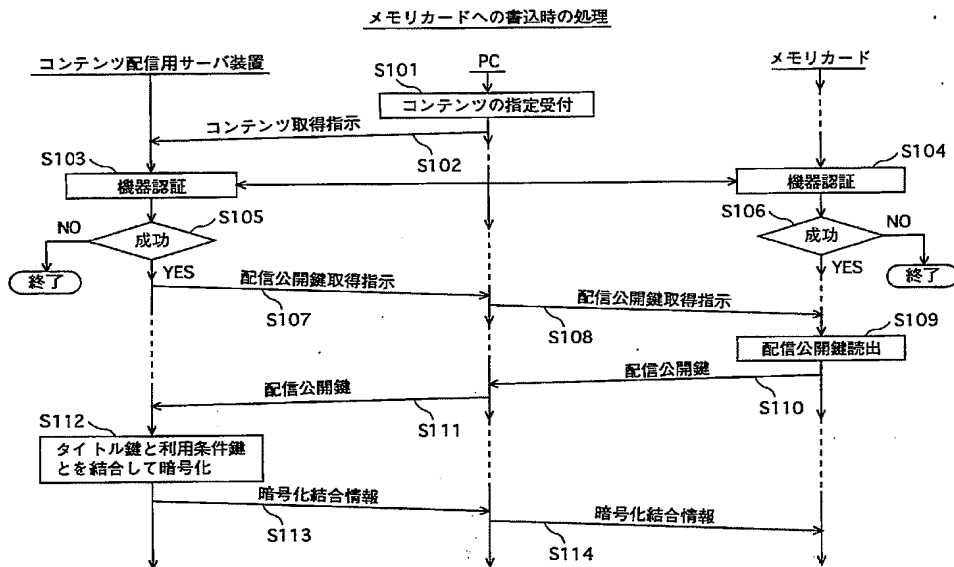 メモリカードへの書込時の処理
コンテンツ配信用サーバ装置
PC
メモリカード
S101
コンテンツの指定受付
コンテンツ取得指示
S102
S103
機器認証
S104
機器認証
S105
成功
NO
YES
終了
S106
成功
NO
YES
終了
配信公開鍵取得指示
S107
配信公開鍵取得指示
S108
S109
配信公開鍵読出
配信公開鍵
S110
配信公開鍵
S111
S112
タイトル鍵と利用条件鍵
とを結合して暗号化
暗号化結合情報
S113
暗号化結合情報
S114